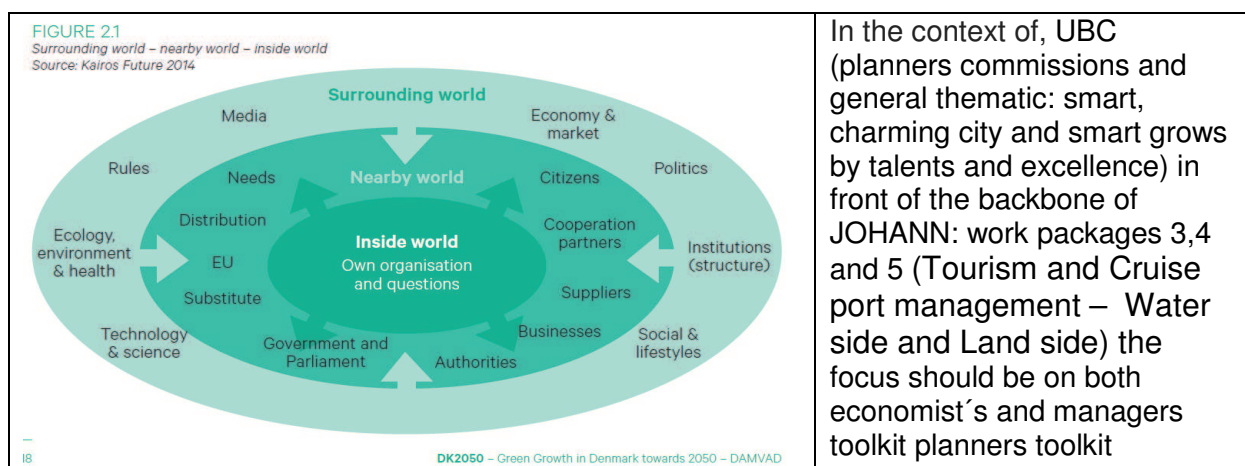 FIGURE 2.1
Surrounding world – nearby world – inside world
Source: Kairos Future 2014
Surrounding world
Media
Economy &
market
Rules
Politics
Needs
Nearby world
Citizens
Distribution
Cooperation
partners
Ecology,
environment
& health
Inside world
Own organisation
and questions
EU
Institutions
(structure)
Substitute
Suppliers
Technology
& science
Businesses
Social &
lifestyles
Government and
Parliament
Authorities
18
DK2050 – Green Growth in Denmark towards 2050 – DAMVAD
In the context of, UBC
(planners commissions and
general thematic: smart,
charming city and smart grows
by talents and excellence) in
front of the backbone of
JOHANN: work packages 3,4
and 5 (Tourism and Cruise
port management – Water
side and Land side) the
focus should be on both
economist´s and managers
toolkit planners toolkit